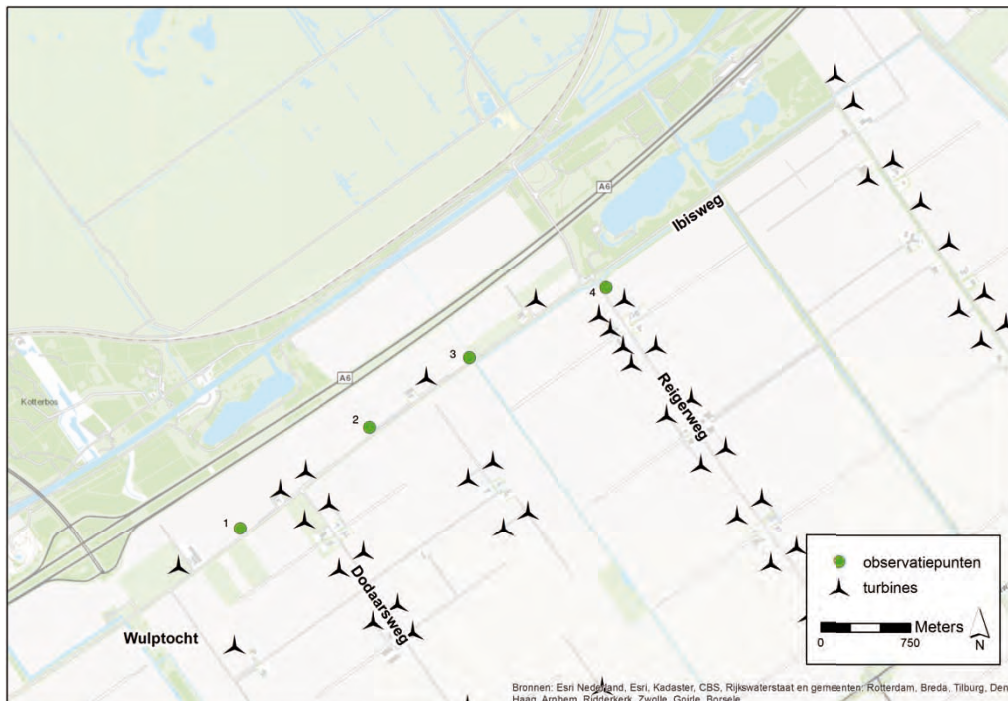 A6
Ibisweg
4
3
A6
Kotterbos
2
Reigerweg
1
Dodaarsweg
Wulptocht
observatiepunten
turbines
Meters
0 750
N
Bronnen: Esri Nederland, Esri, Kadaster, CBS, Rijkswaterstaat en gemeenten: Rotterdam, Breda, Tilburg, Den
Haag, Arnhem, Ridderkerk, Zwolle, Goirle, Borsele